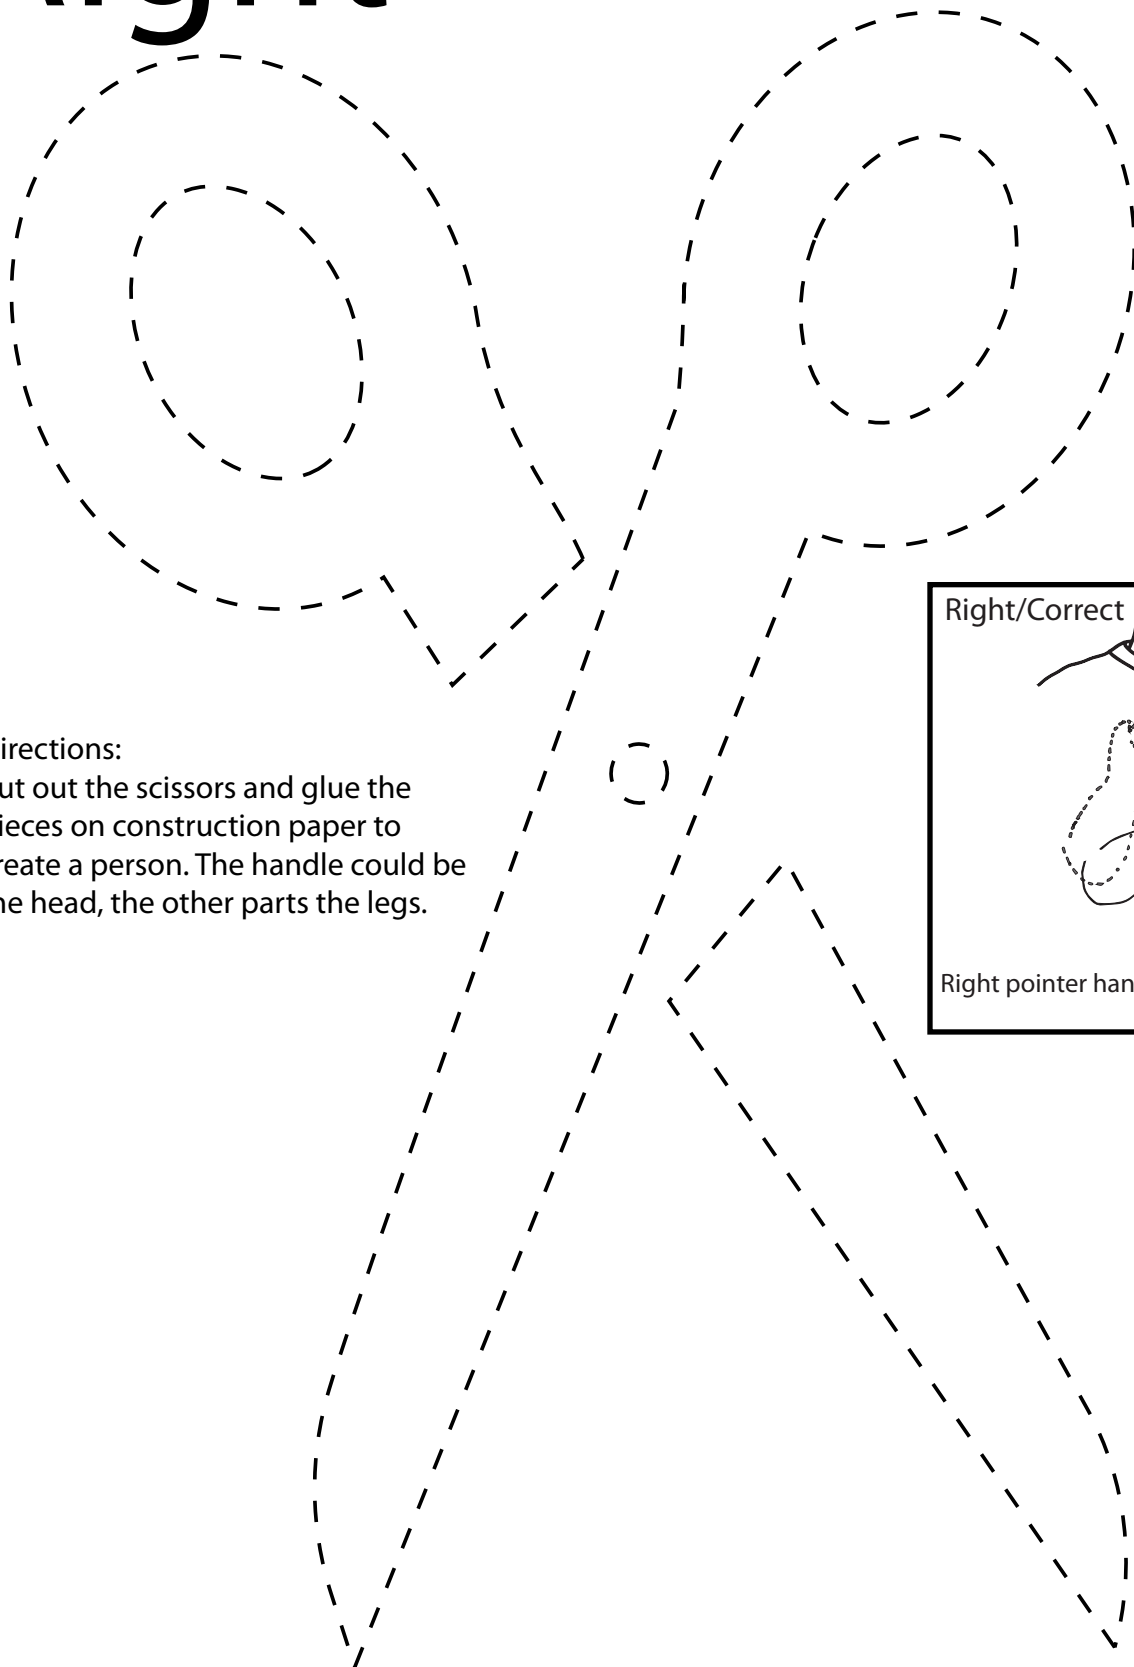 Right
irections:
ut out the scissors and glue the
ieces on construction paper to
reate a person. The handle could be
he head, the other parts the legs.
Right/Correct
Right pointer han